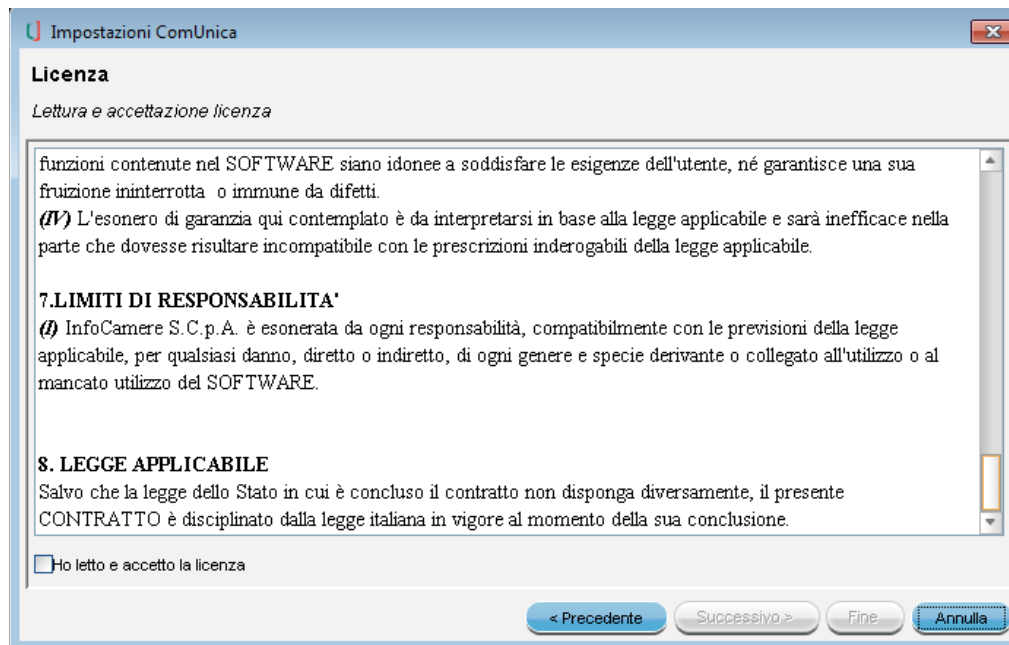 Impostazioni ComUnica
Licenza
Lettura e accettazione licenza
funzioni contenute nel SOFTWARE siano idonee a soddisfare le esigenze dell'utente, né garantisce una sua
fruizione ininterrotta o immune da difetti.
(IV) L'esonero di garanzia qui contemplato è da interpretarsi in base alla legge applicabile e sarà inefficace nella
parte che dovesse risultare incompatibile con le prescrizioni inderogabili della legge applicabile.
7.LIMITI DI RESPONSABILITA'
(I) InfoCamere S.C.p.A. è esonerata da ogni responsabilità, compatibilmente con le previsioni della legge
applicabile, per qualsiasi danno, diretto o indiretto, di ogni genere e specie derivante o collegato all'utilizzo o al
mancato utilizzo del SOFTWARE.
8. LEGGE APPLICABILE
Salvo che la legge dello Stato in cui è concluso il contratto non disponga diversamente, il presente
CONTRATTO è disciplinato dalla legge italiana in vigore al momento della sua conclusione.
Ho letto e accetto la licenza
< Precedente Successivo > Fine Annulla